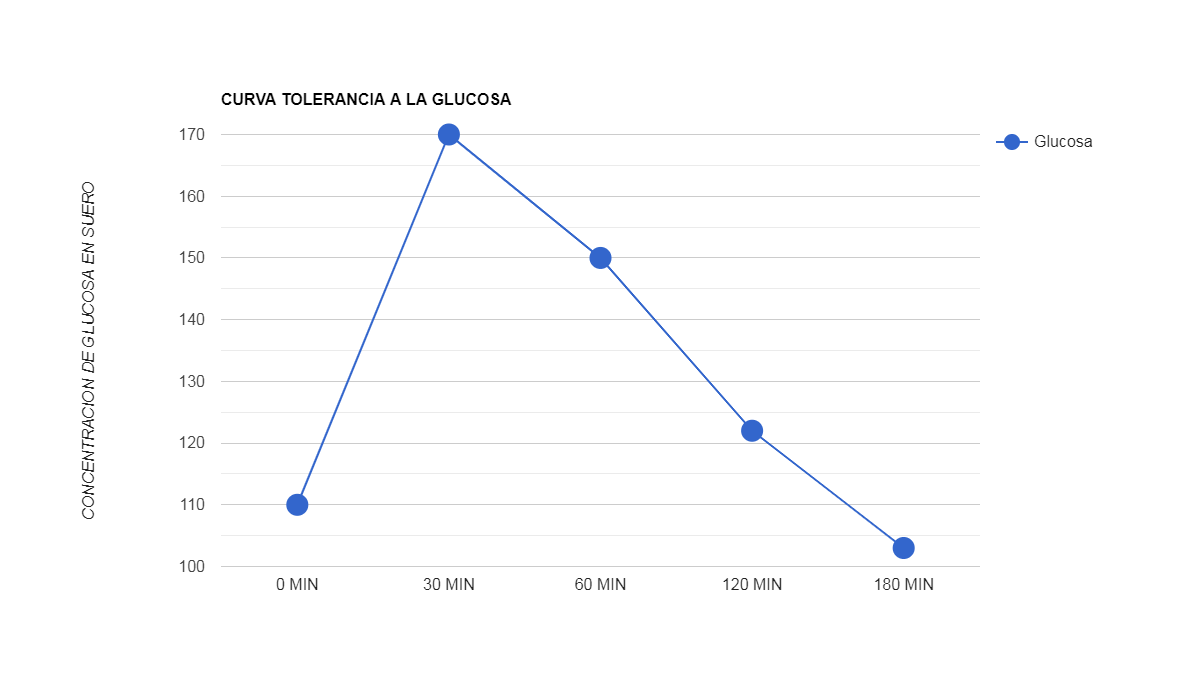 CURVA TOLERANCIA A LA GLUCOSA
Glucosa
CONCENTRACION DE GLUCOSA EN SUERO
170
160
150
140
130
120
110
100
0 MIN
30 MIN
60 MIN
120 MIN
180 MIN